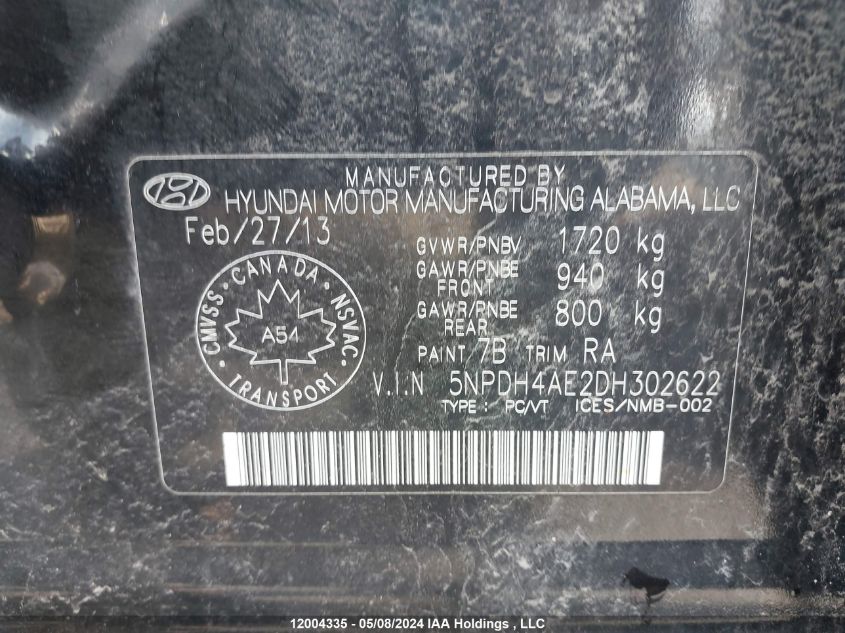 MANUFACTURED BY
HYUNDAI MOTOR MANUFACTURING ALABAMA, LLC
Feb/27/13
GVWR/PNBV 1720 kg
GAWR/PNBE FRONT 940 kg
GAWR/PNBE REAR 800 kg
PAINT 7B TRIM RA
V.I.N 5NPDH4AE2DH302622
TYPE : PC/VT ICES/NMB-002
CMVSS · CANADA · NSVAC · TRANSPORT ·
A54
12004335 - 05/08/2024 IAA Holdings , LLC